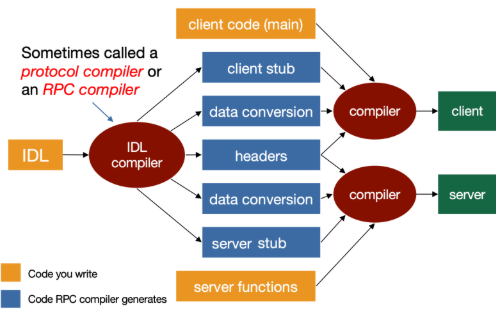 client code (main)
Sometimes called a
protocol compiler or
an RPC compiler
client stub
data conversion
compiler
client
IDL
IDL
compiler
headers
data conversion
compiler
server
server stub
Code you write
Code RPC compiler generates
server functions